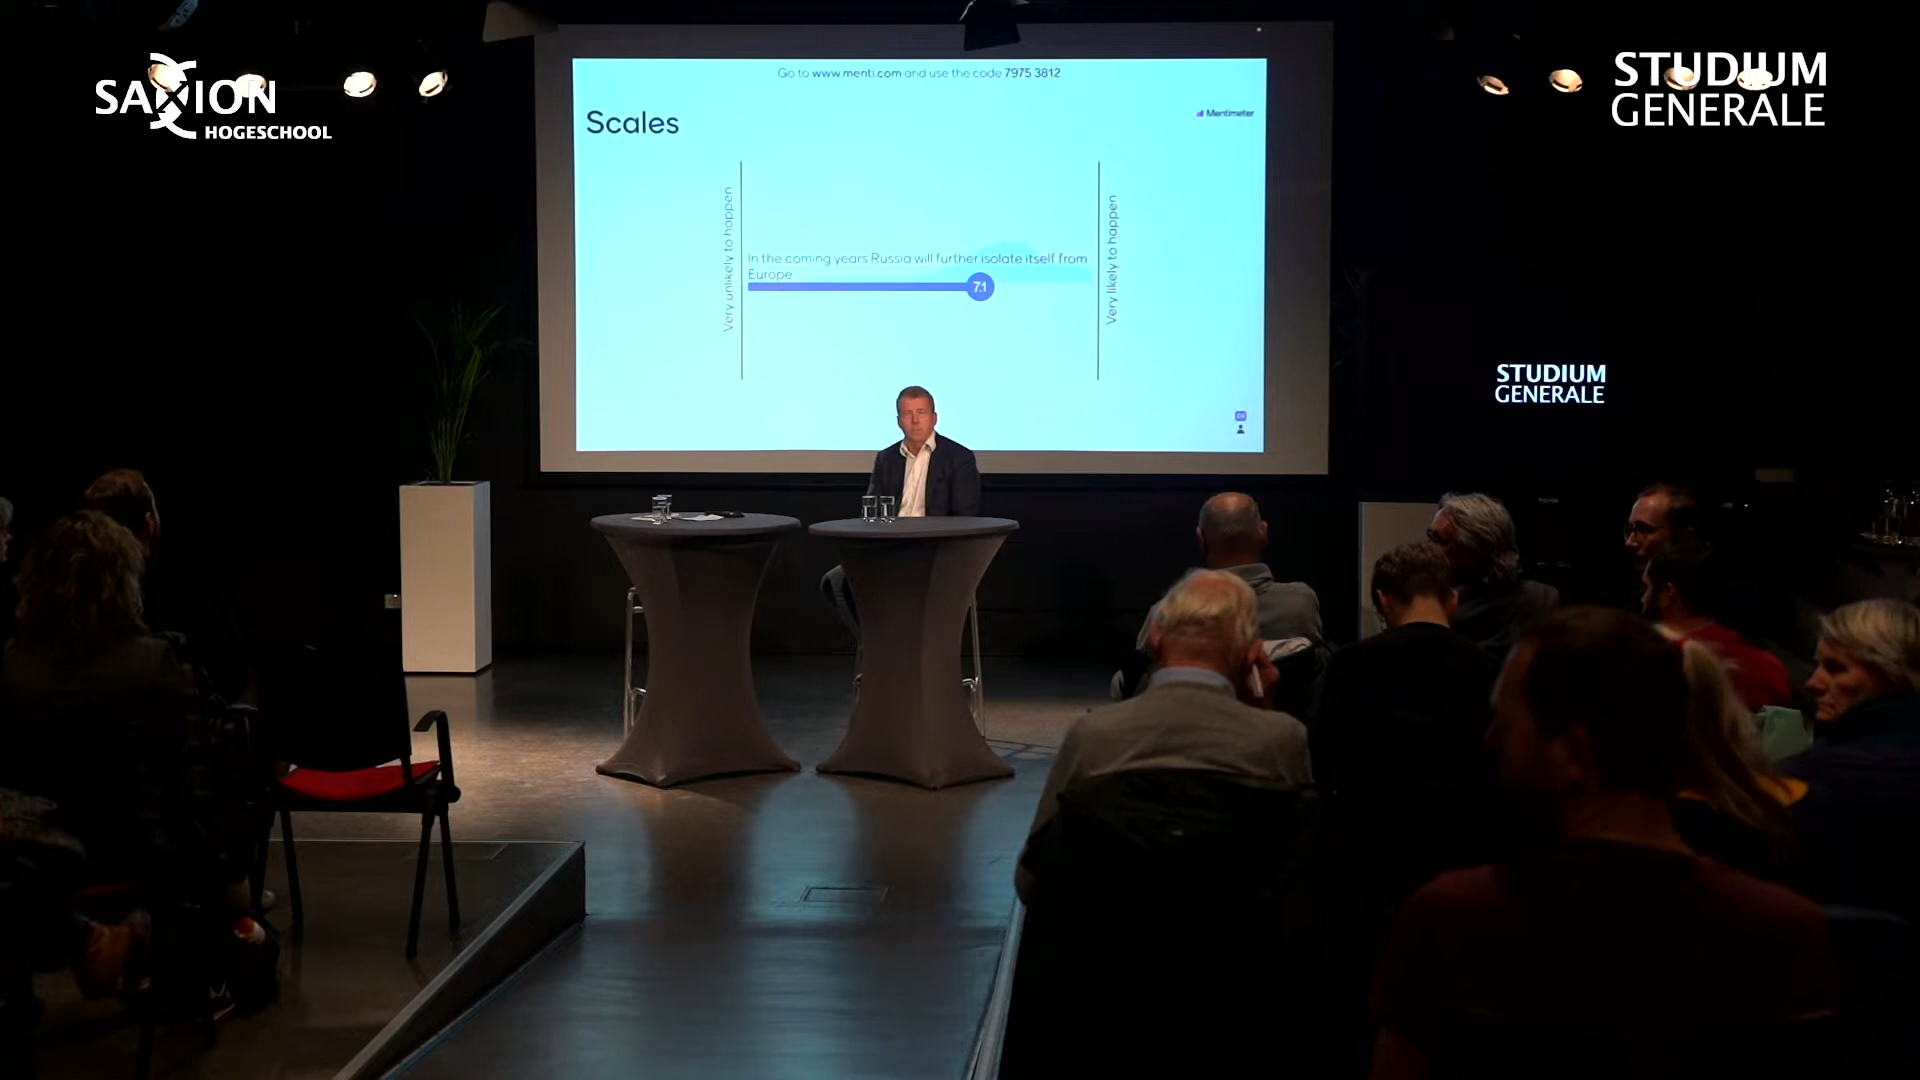 SAXION
HOGESCHOOL
STUDIUM
GENERALE
Go to www.menti.com and use the code 7975 3812
Scales
Mentimeter
Very unlikely to happen
In the coming years Russia will further isolate itself from
Europe
7.1
Very likely to happen
STUDIUM
GENERALE